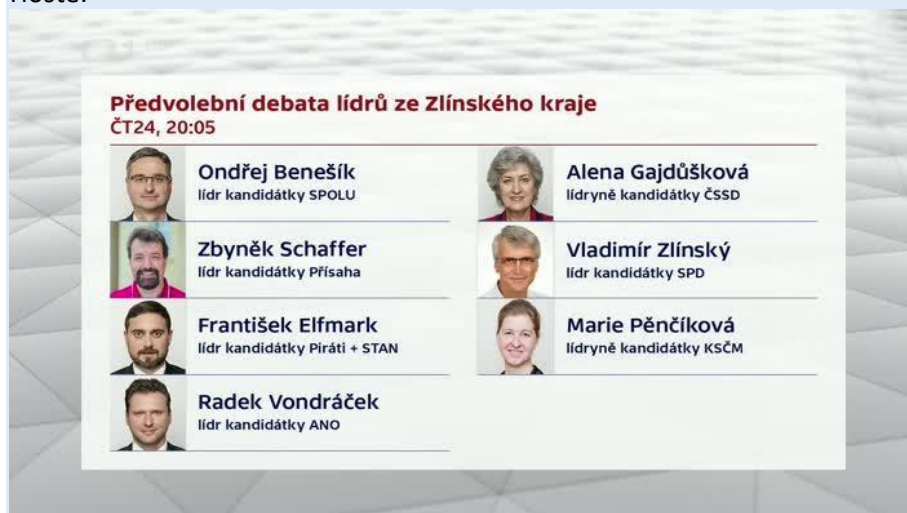 Předvolební debata lídrů ze Zlínského kraje
ČT24, 20:05
Ondřej Benešík
lídr kandidátky SPOLU
Zbyněk Schaffer
lídr kandidátky Přísaha
František Elfmark
lídr kandidátky Piráti + STAN
Radek Vondráček
lídr kandidátky ANO
Alena Gajdůšková
lídryně kandidátky ČSSD
Vladimír Zlínský
lídr kandidátky SPD
Marie Pěnčíková
lídryně kandidátky KSČM